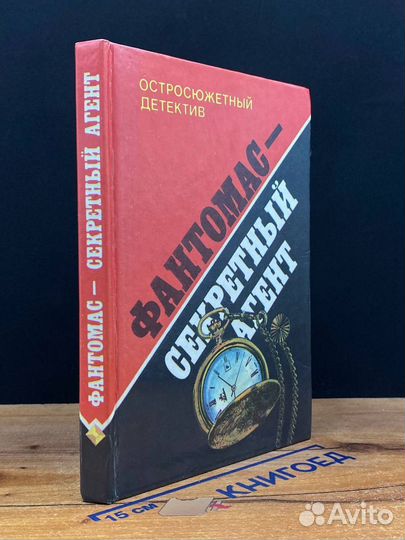 ФАНТОМАС — СЕКРЕТНЫЙ АГЕНТ
ОСТРОСЮЖЕТНЫЙ
ДЕТЕКТИВ
ФАНТОМАС—
СЕКРЕТНЫЙ
АГЕНТ
15 СМ
КНИГОЕД
Avito